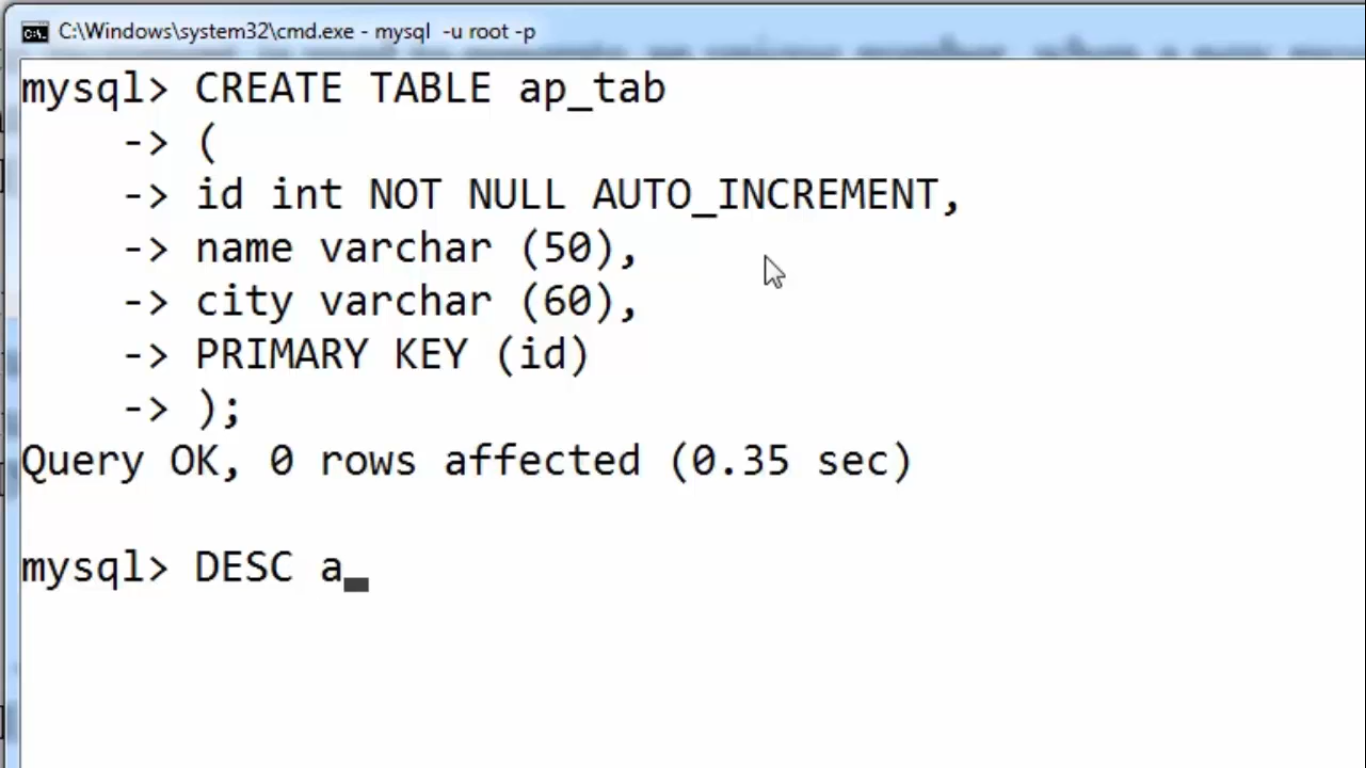 C:\Windows\system32\cmd.exe - mysql -u root -p
mysql> CREATE TABLE ap_tab
-> (
-> id int NOT NULL AUTO_INCREMENT,
-> name varchar (50),
-> city varchar (60),
-> PRIMARY KEY (id)
-> );
Query OK, 0 rows affected (0.35 sec)
mysql> DESC a